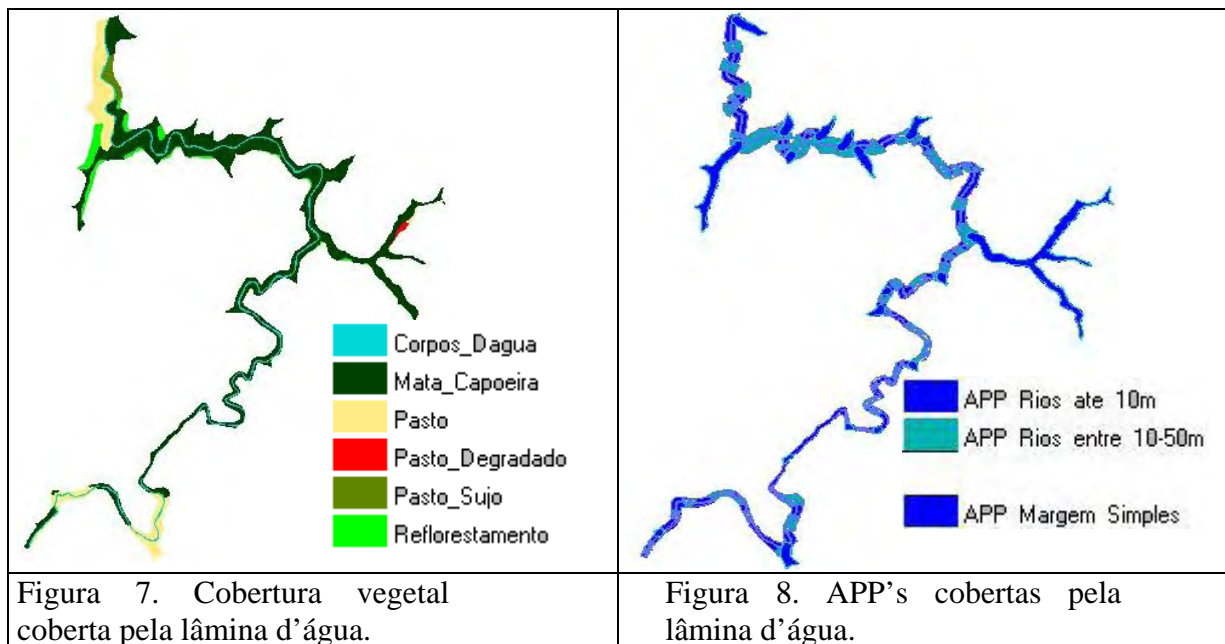 Corpos_Dagua
Mata_Capoeira
Pasto
Pasto_Degradado
Pasto_Sujo
Reflorestamento
APP Rios ate 10m
APP Rios entre 10-50m
APP Margem Simples
Figura 7. Cobertura vegetal
coberta pela lâmina d'água.
Figura 8. APP's cobertas pela
lâmina d'água.